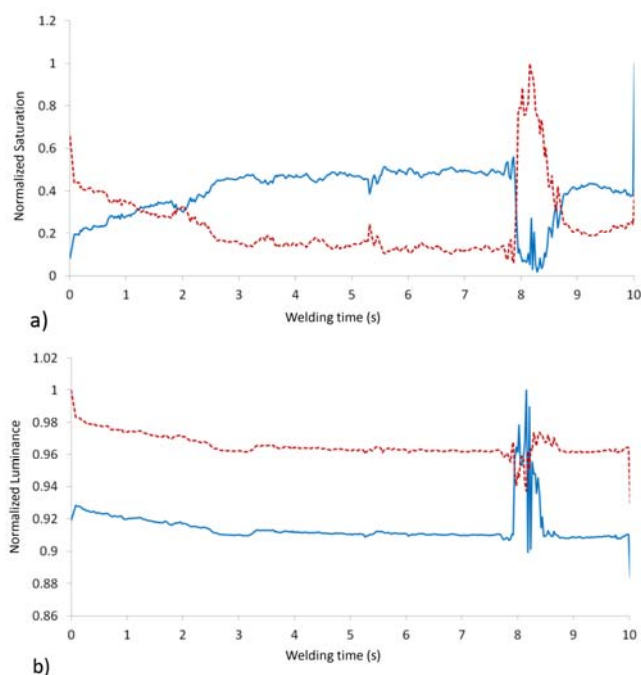 1.2
1
0.8
0.6
0.4
0.2
0
Normalized Saturation
0 1 2 3 4 5 6 7 8 9 10
Welding time (s)
a)
1.02
1
0.98
0.96
0.94
0.92
0.9
0.88
0.86
Normalized Luminance
0 1 2 3 4 5 6 7 8 9 10
Welding time (s)
b)